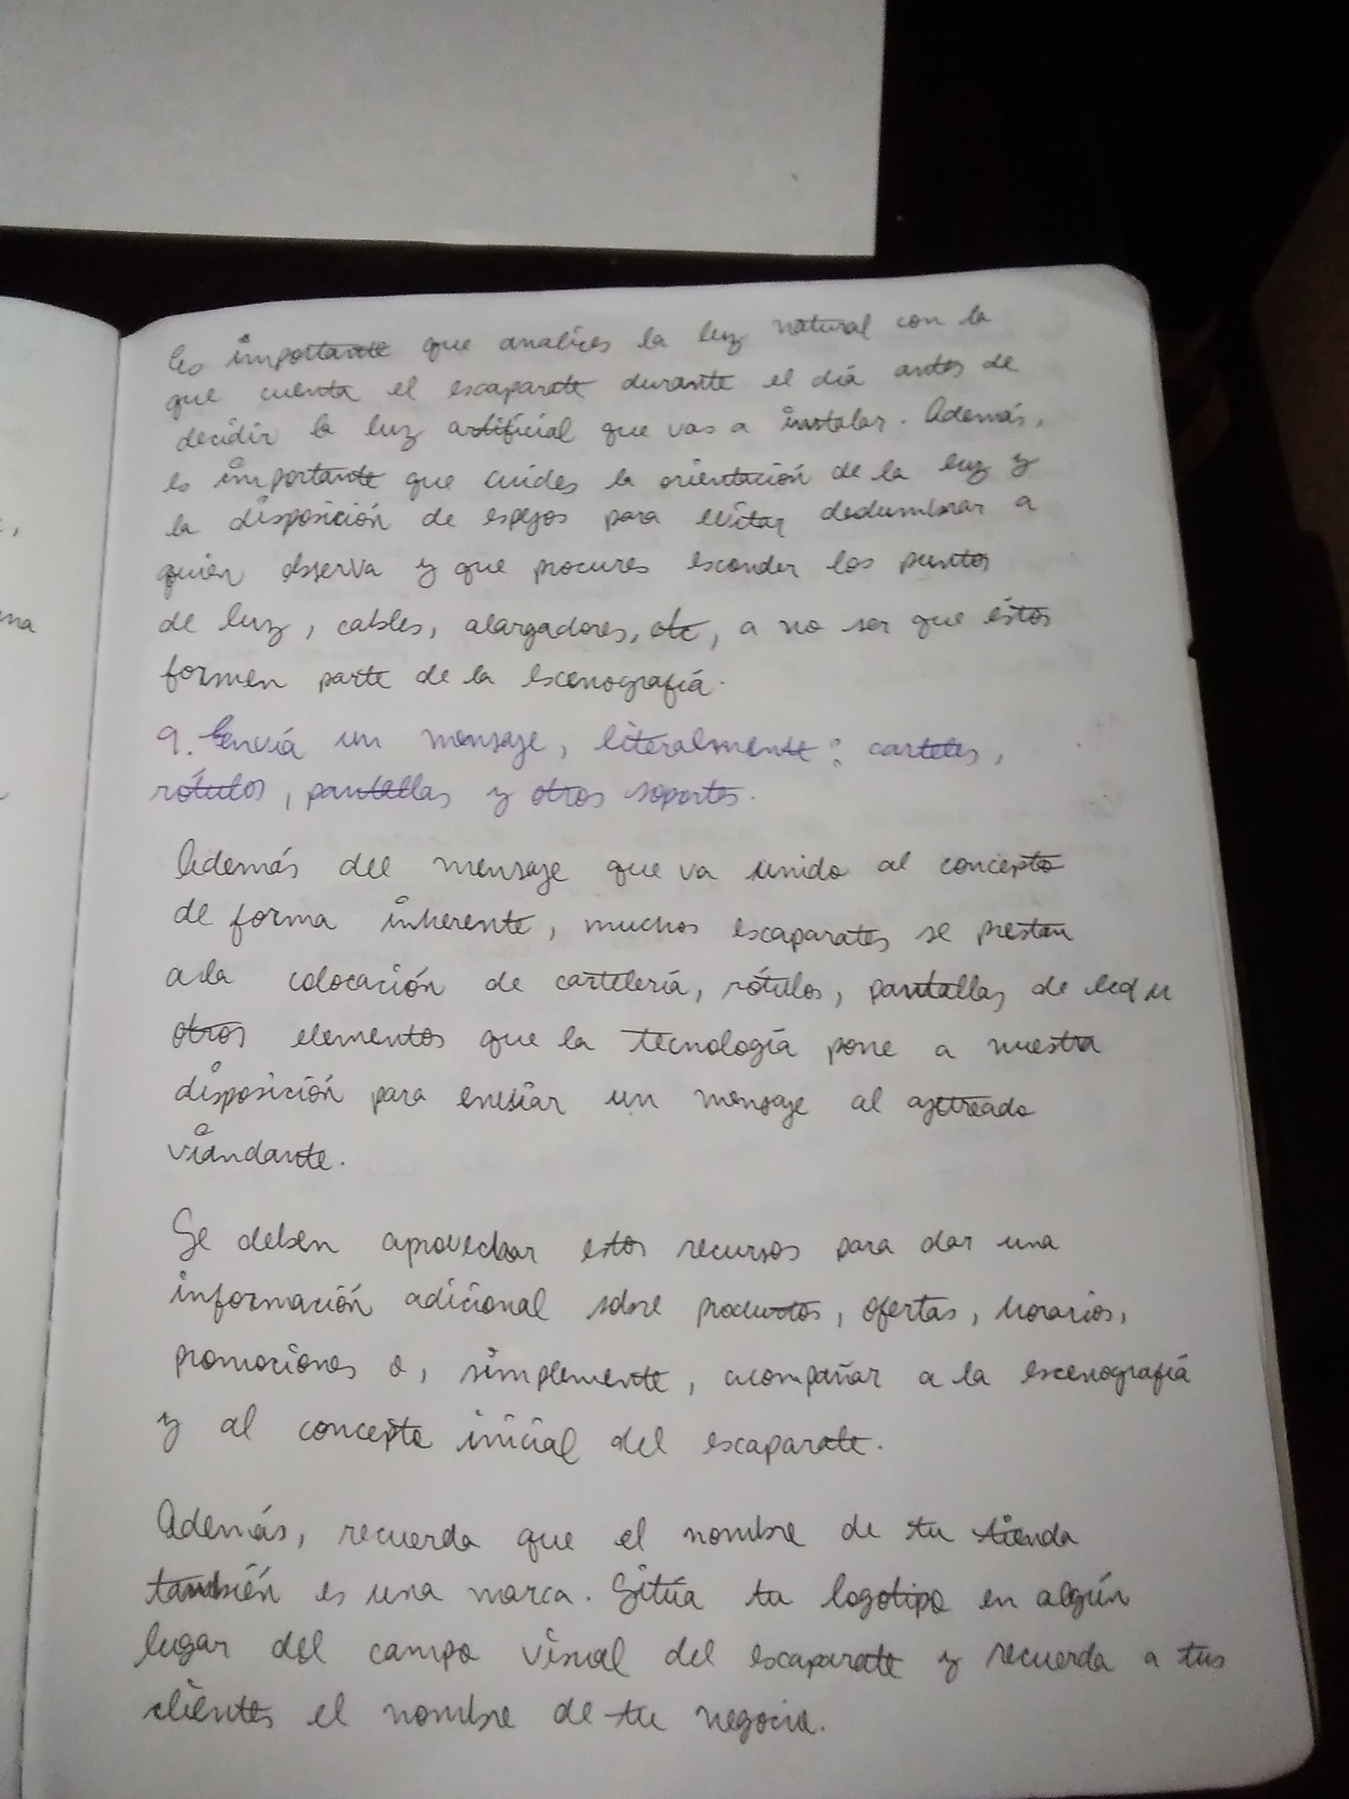 Es importante que analices la luz natural con la
que cuenta el escaparate durante el día antes de
decidir la luz artificial que vas a instalar. Además,
es importante que cuides la orientación de la luz y
la disposición de espejos para evitar deslumbrar a
quien observa y que procures esconder los puntos
de luz, cables, alargadores, etc, a no ser que estos
formen parte de la escenografía.
9. Envía un mensaje, literalmente: carteles,
rótulos, pantallas y otros soportes.
Además del mensaje que va unido al concepto
de forma inherente, muchos escaparates se prestan
a la colocación de cartelería, rótulos, pantallas de led u
otros elementos que la tecnología pone a nuestra
disposición para enviar un mensaje al ajetreado
viandante.
Se deben aprovechar estos recursos para dar una
información adicional sobre productos, ofertas, horarios,
promociones o, simplemente, acompañar a la escenografía
y al concepto inicial del escaparate.
Además, recuerda que el nombre de tu tienda
también es una marca. Sitúa tu logotipo en algún
lugar del campo visual del escaparate y recuerda a tus
clientes el nombre de tu negocio.
ma